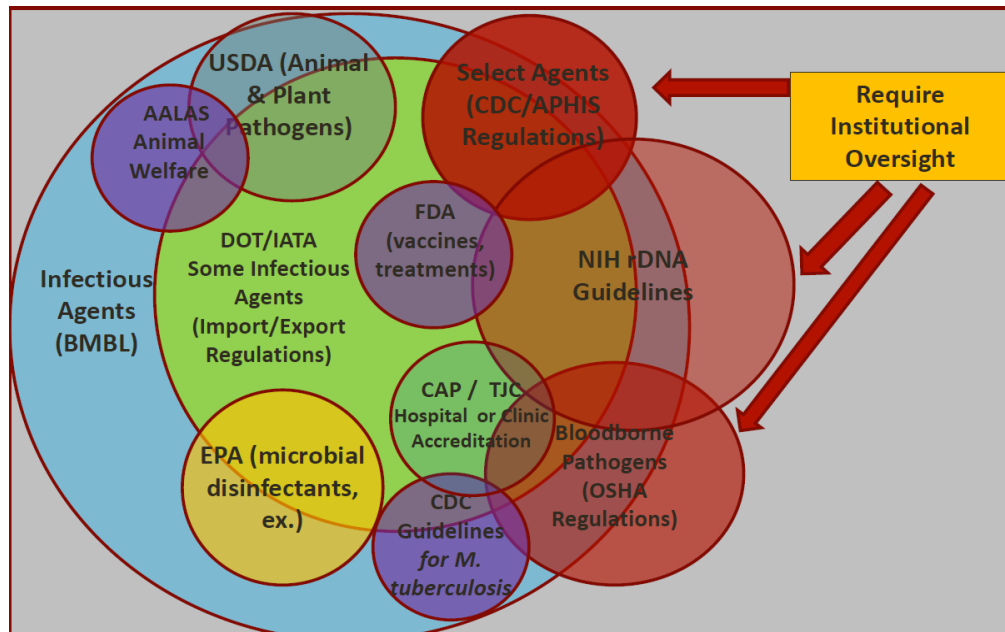 USDA (Animal
& Plant
Pathogens)
AALAS
Animal
Welfare
Select Agents
(CDC/APHIS
Regulations)
Require
Institutional
Oversight
FDA
(vaccines,
treatments)
DOT/IATA
Some Infectious
Agents
(Import/Export
Regulations)
Infectious
Agents
(BMBL)
NIH rDNA
Guidelines
CAP / TJC
Hospital or Clinic
Accreditation
Bloodborne
Pathogens
(OSHA
Regulations)
EPA (microbial
disinfectants,
ex.)
CDC
Guidelines
for M.
tuberculosis